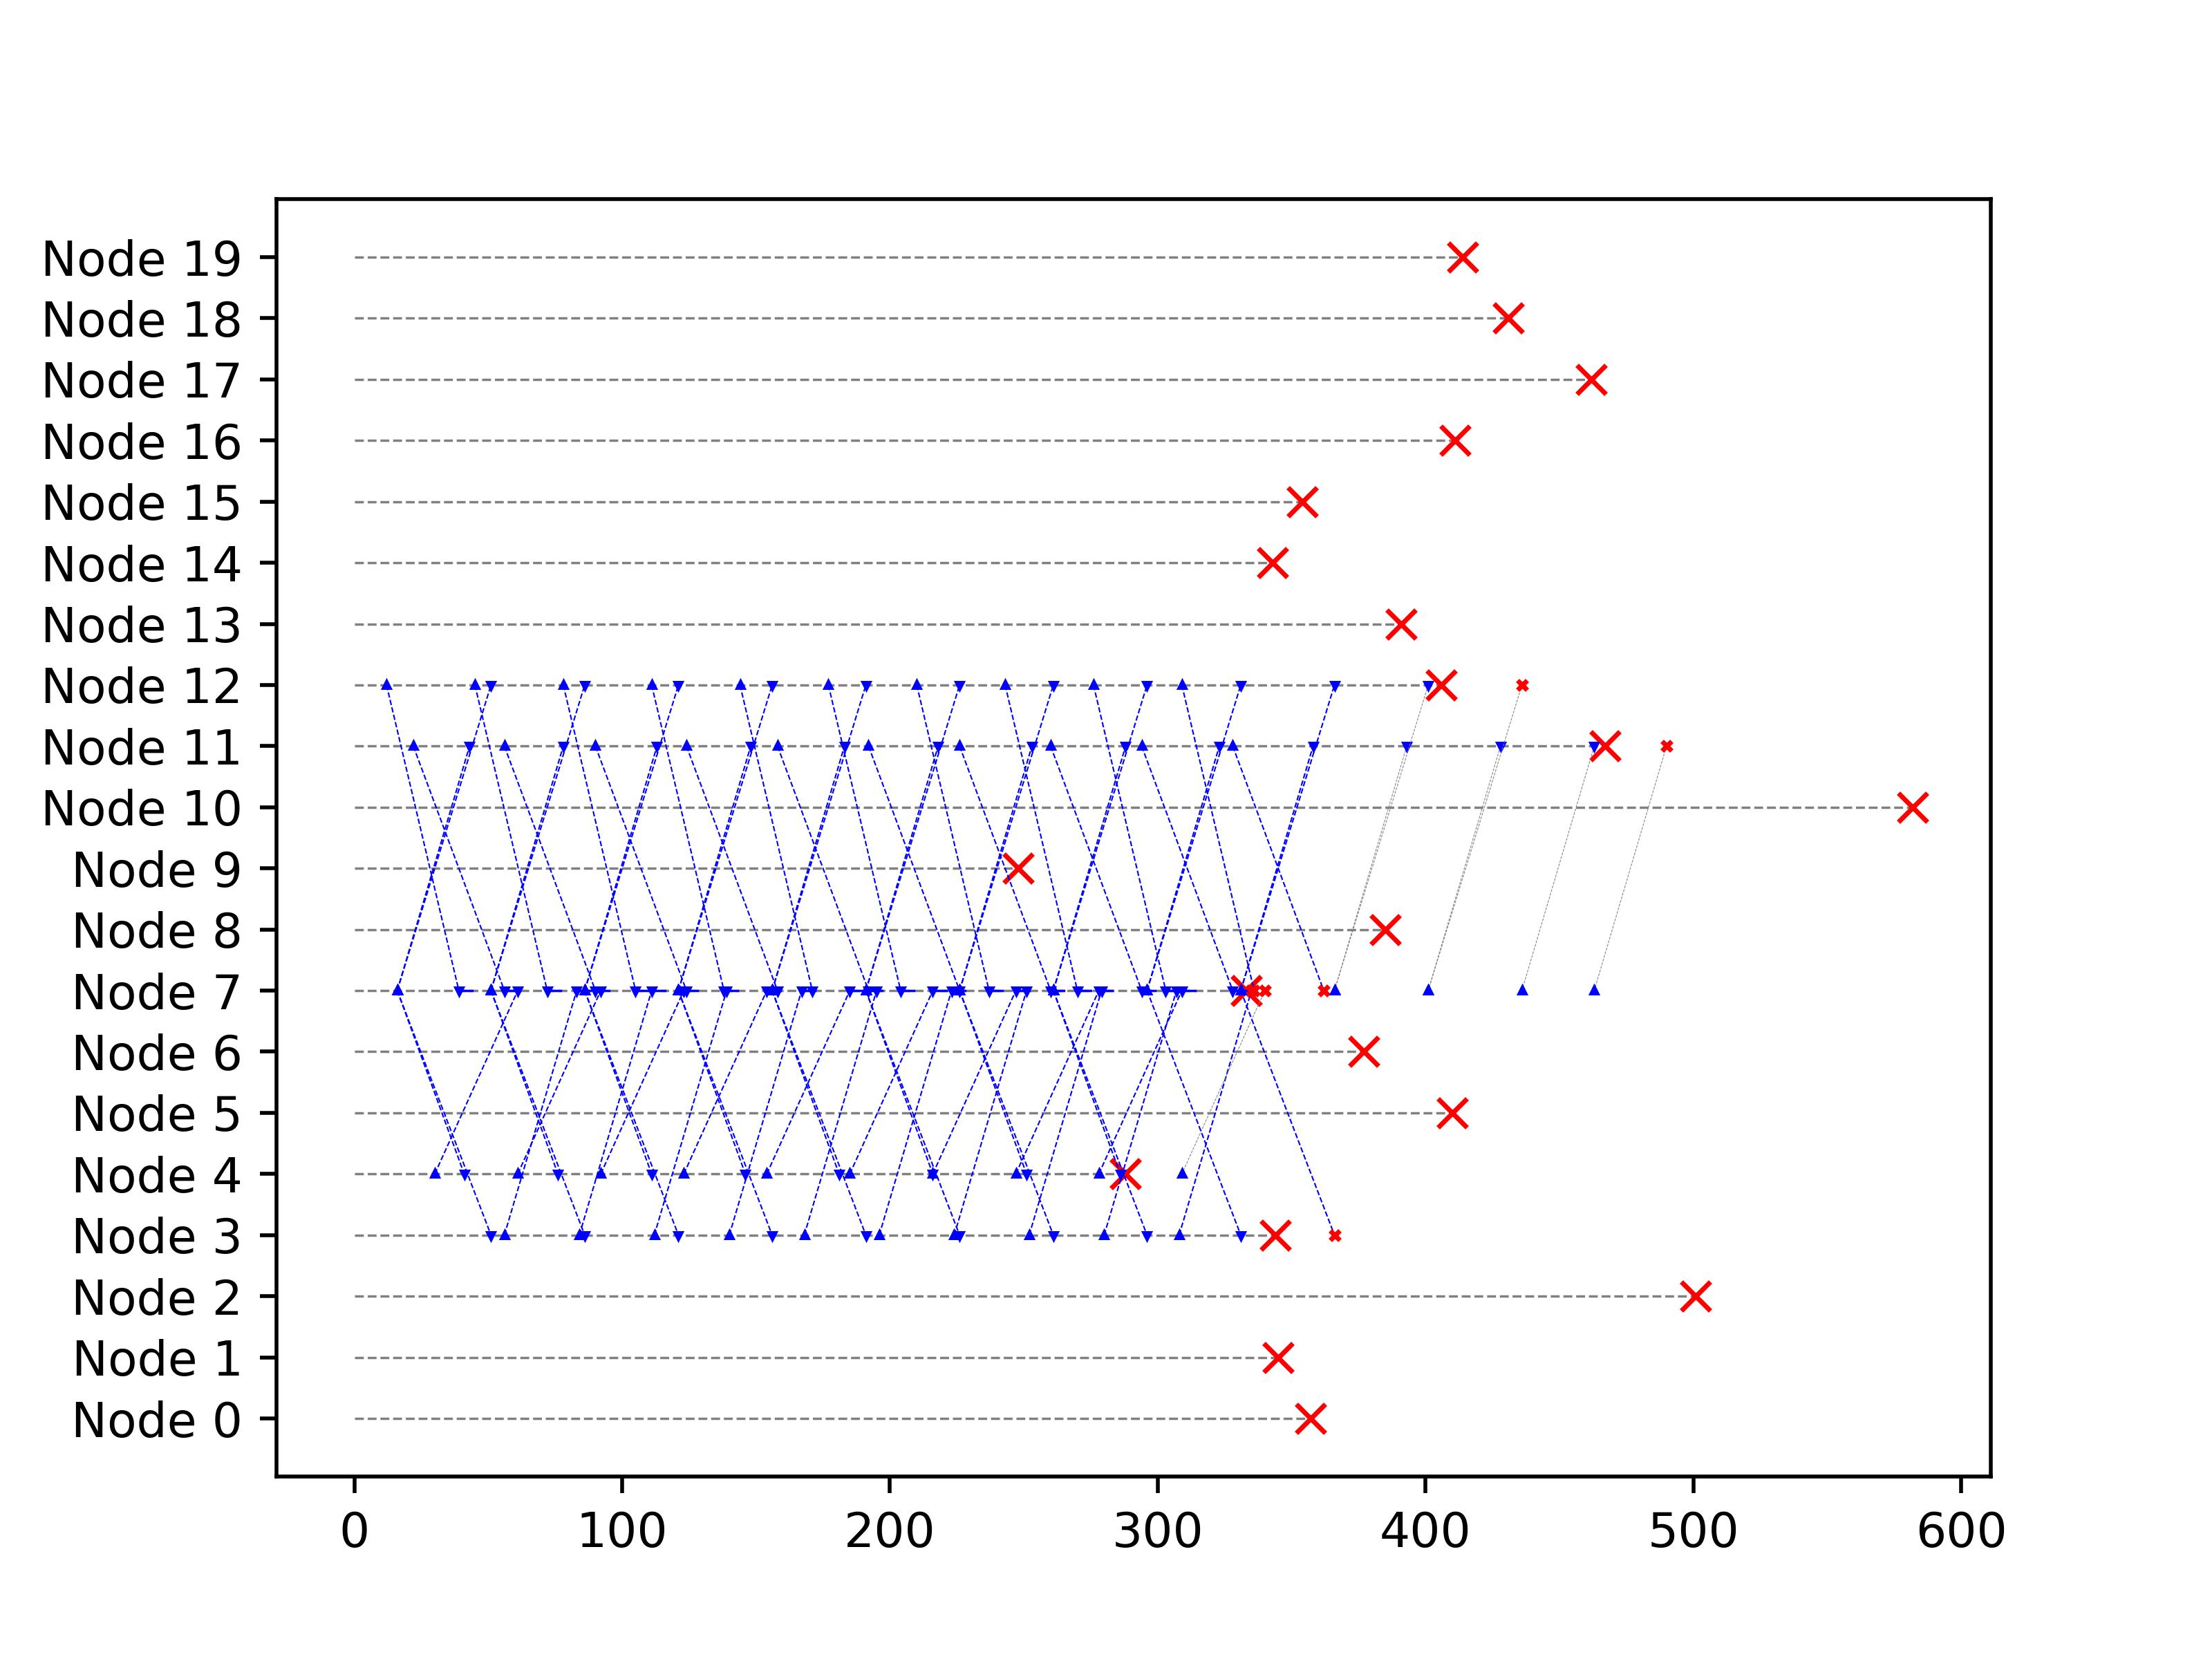 Node 19
Node 18
Node 17
Node 16
Node 15
Node 14
Node 13
Node 12
Node 11
Node 10
Node 9
Node 8
Node 7
Node 6
Node 5
Node 4
Node 3
Node 2
Node 1
Node 0
0 100 200 300 400 500 600